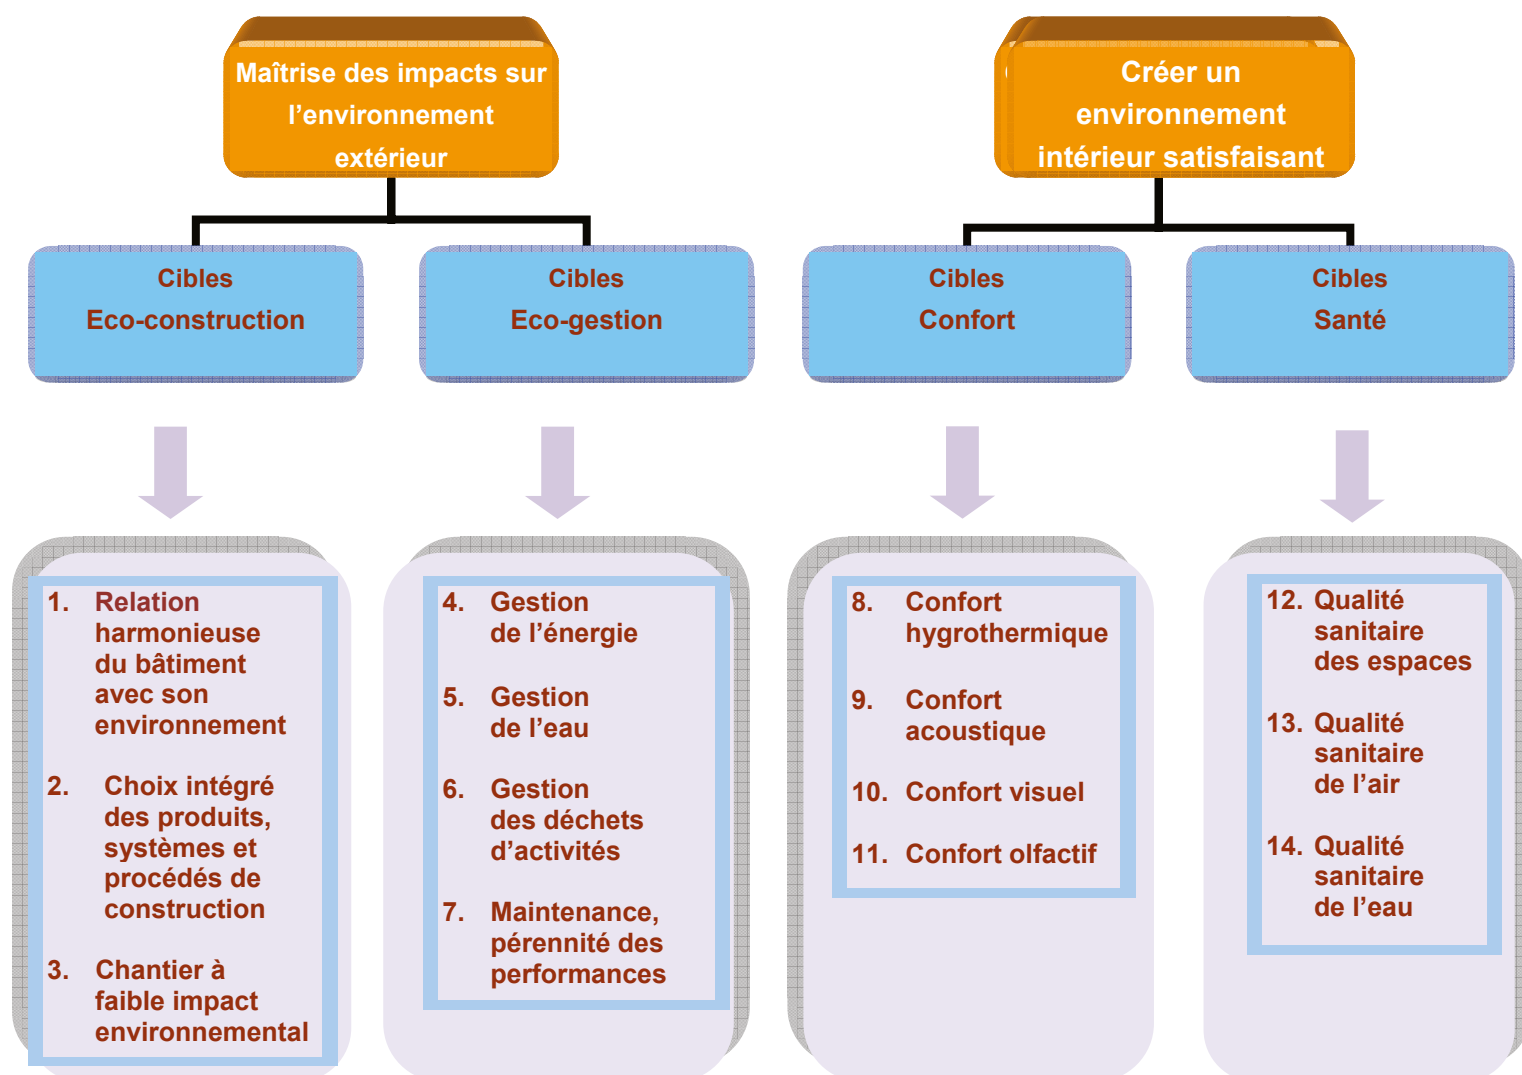 Maîtrise des impacts sur
l’environnement
extérieur
Créer un
environnement
intérieur satisfaisant
Cibles
Eco-construction
Cibles
Eco-gestion
Cibles
Confort
Cibles
Santé
1. Relation
harmonieuse
du bâtiment
avec son
environnement
2. Choix intégré
des produits,
systèmes et
procédés de
construction
3. Chantier à
faible impact
environnemental
4. Gestion
de l’énergie
5. Gestion
de l’eau
6. Gestion
des déchets
d’activités
7. Maintenance,
pérennité des
performances
8. Confort
hygrothermique
9. Confort
acoustique
10. Confort visuel
11. Confort olfactif
12. Qualité
sanitaire
des espaces
13. Qualité
sanitaire
de l’air
14. Qualité
sanitaire
de l’eau